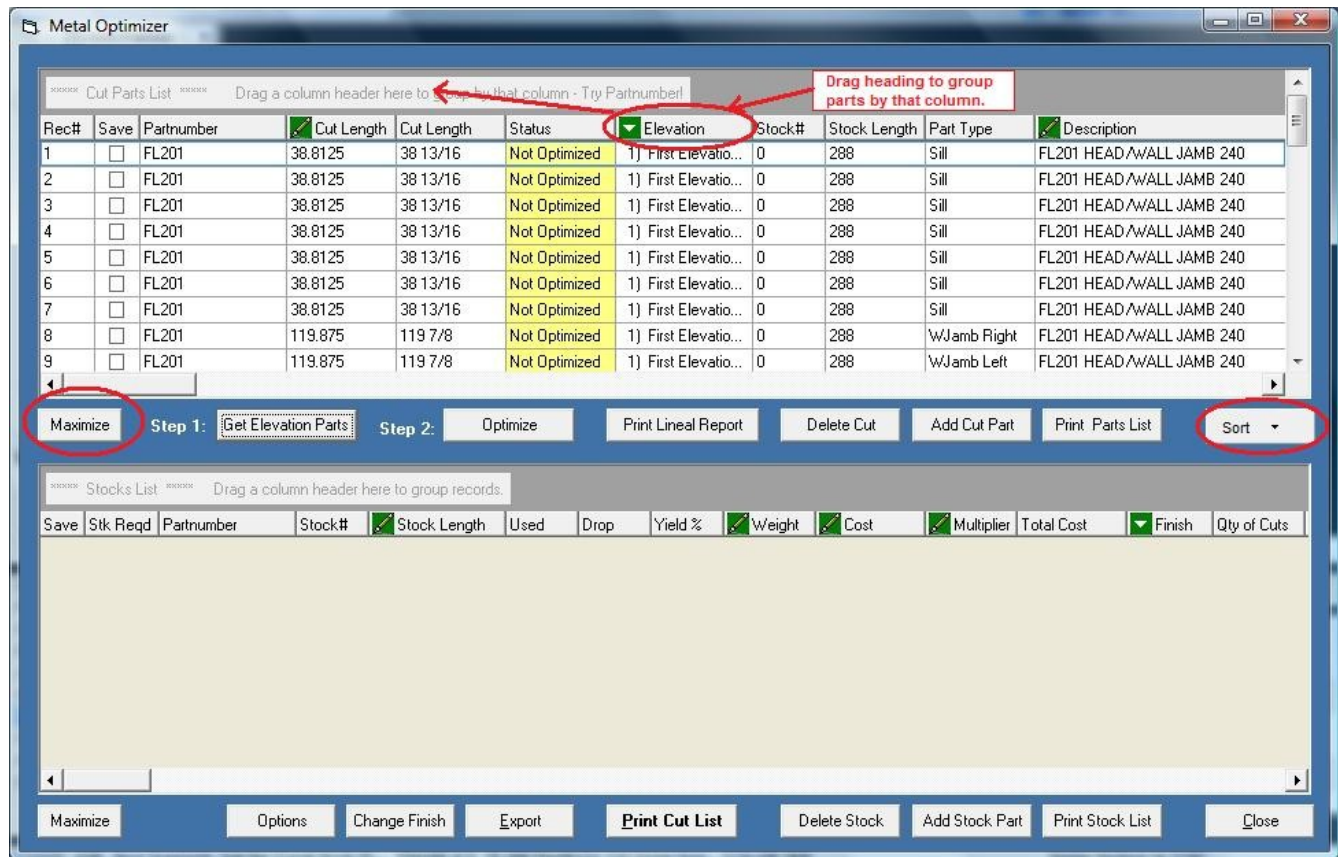 Metal Optimizer
***** Cut Parts List ***** Drag a column header here to group by that column - Try Partnumber!
Drag heading to group
parts by that column.
Rec# Save Partnumber Cut Length Cut Length Status Elevation Stock# Stock Length Part Type Description
1 FL201 38.8125 38 13/16 Not Optimized 1) First Elevatio... 0 288 Sill FL201 HEAD/WALL JAMB 240
2 FL201 38.8125 38 13/16 Not Optimized 1) First Elevatio... 0 288 Sill FL201 HEAD/WALL JAMB 240
3 FL201 38.8125 38 13/16 Not Optimized 1) First Elevatio... 0 288 Sill FL201 HEAD/WALL JAMB 240
4 FL201 38.8125 38 13/16 Not Optimized 1) First Elevatio... 0 288 Sill FL201 HEAD/WALL JAMB 240
5 FL201 38.8125 38 13/16 Not Optimized 1) First Elevatio... 0 288 Sill FL201 HEAD/WALL JAMB 240
6 FL201 38.8125 38 13/16 Not Optimized 1) First Elevatio... 0 288 Sill FL201 HEAD/WALL JAMB 240
7 FL201 38.8125 38 13/16 Not Optimized 1) First Elevatio... 0 288 Sill FL201 HEAD/WALL JAMB 240
8 FL201 119.875 119 7/8 Not Optimized 1) First Elevatio... 0 288 WJamb Right FL201 HEAD/WALL JAMB 240
9 FL201 119.875 119 7/8 Not Optimized 1) First Elevatio... 0 288 WJamb Left FL201 HEAD/WALL JAMB 240
Maximize Step 1: Get Elevation Parts Step 2: Optimize Print Lineal Report Delete Cut Add Cut Part Print Parts List Sort
***** Stocks List ***** Drag a column header here to group records.
Save Stk Reqd Partnumber Stock# Stock Length Used Drop Yield % Weight Cost Multiplier Total Cost Finish Qty of Cuts
Maximize Options Change Finish Export Print Cut List Delete Stock Add Stock Part Print Stock List Close